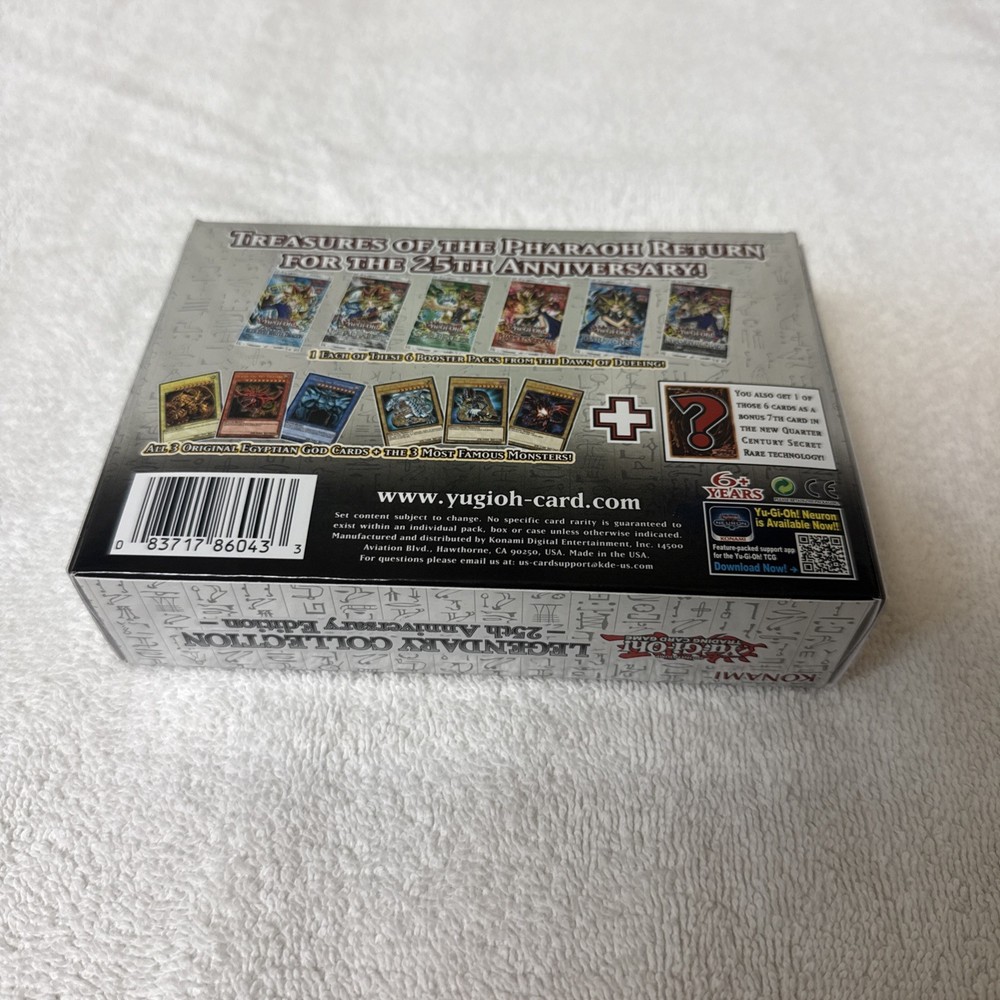 TREASURES OF THE PHARAOH RETURN
FOR THE 25TH ANNIVERSARY!
1 EACH OF THESE 6 BOOSTER PACKS FROM THE DAWN OF DUELING!
ALL 3 ORIGINAL EGYPTIAN GOD CARDS + THE 3 MOST FAMOUS MONSTERS!
YOU ALSO GET 1 OF
THOSE 6 CARDS AS A
BONUS 7TH CARD IN
THE NEW QUARTER
CENTURY SECRET
RARE TECHNOLOGY!
?
6+
YEARS
CE
www.yugioh-card.com
Set content subject to change. No specific card rarity is guaranteed to
exist within an individual pack, box or case unless otherwise indicated.
Manufactured and distributed by Konami Digital Entertainment, Inc. 14500
Aviation Blvd., Hawthorne, CA 90250, USA. Made in the USA.
For questions please email us at: us-cardsupport@kde-us.com
0 83717 86043 3
NEURON
KONAMI
Yu-Gi-Oh! Neuron
is Available Now!!
Feature-packed support app
for the Yu-Gi-Oh! TCG
Download Now! →
KONAMI
Yu-Gi-Oh!
TRADING CARD GAME
LEGENDARY COLLECTION
- 25th Anniversary Edition -